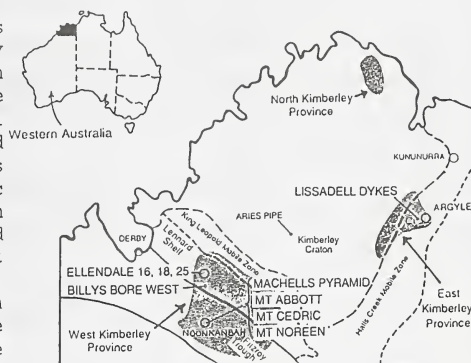 Western Australia
North Kimberley
Province
KUNUNURRA
LISSADELL DYKES
ARGYLE
ARIES PIPE
King Leopold Mobile Zone
Lennard
Shelf
Kimberley
Craton
DERBY
Halls Creek Mobile Zone
East
Kimberley
Province
ELLENDALE 16, 18, 25
BILLYS BORE WEST
MACHELLS PYRAMID
MT ABBOTT
MT CEDRIC
MT NOREEN
West Kimberley
Province
NOONKANBAH
Fitzroy
Trough